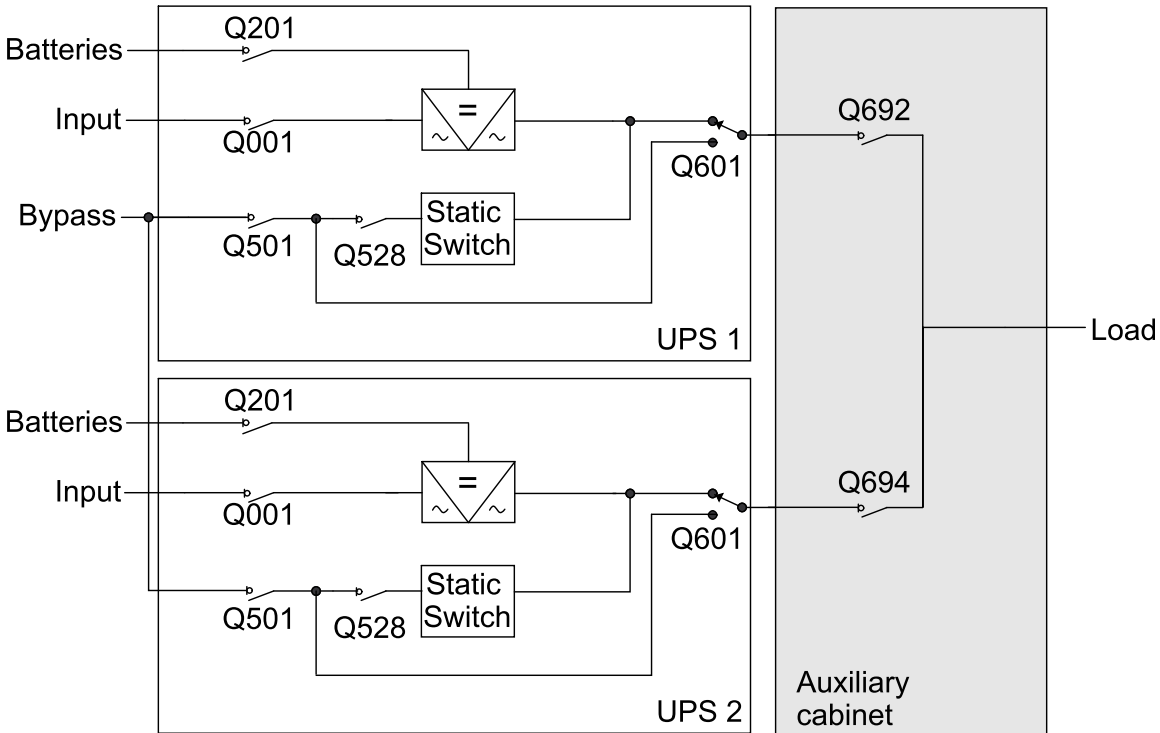 Q201
Batteries
Input
Q001
=
~ ~
Q692
Q601
Bypass
Q501
Q528
Static
Switch
UPS 1
Load
Q201
Batteries
Input
Q001
=
~ ~
Q694
Q601
Q501
Q528
Static
Switch
UPS 2
Auxiliary
cabinet